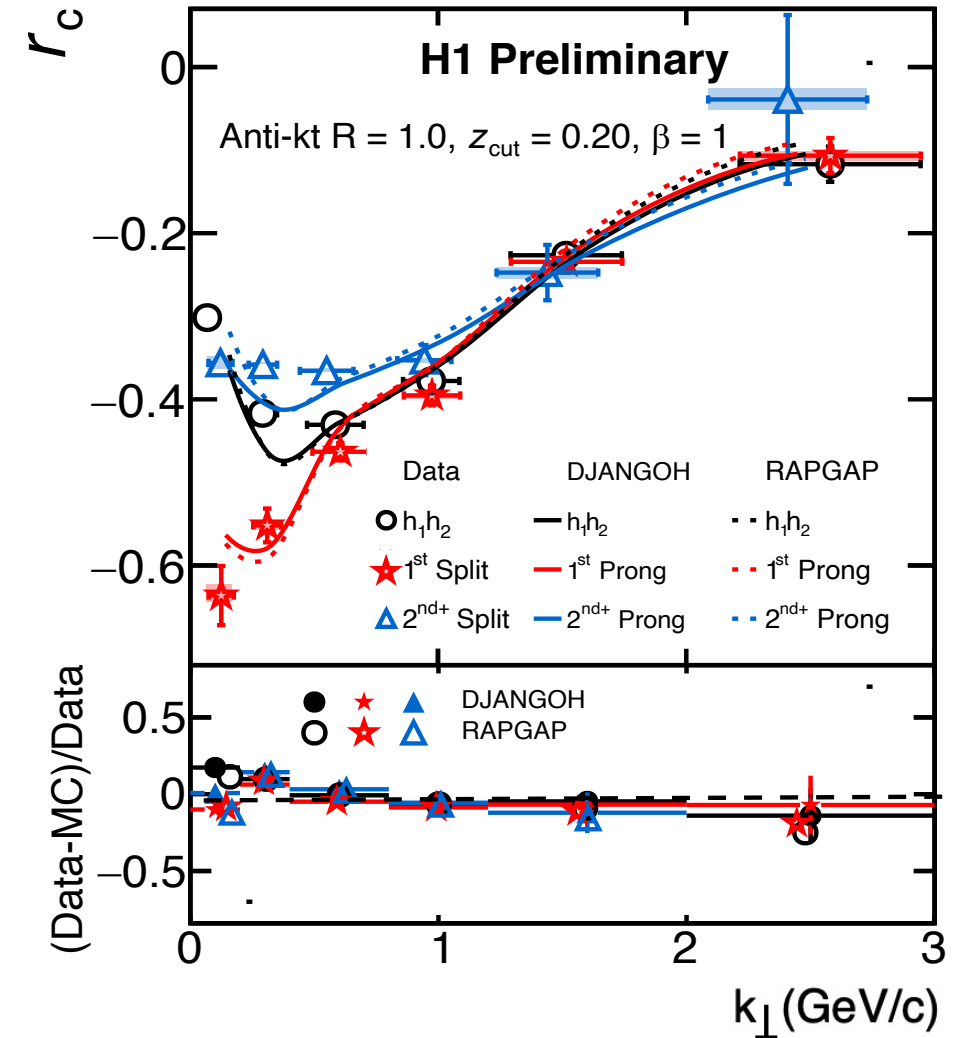 r_c
H1 Preliminary
Anti-kt R = 1.0, z_cut = 0.20, β = 1
0
−0.2
−0.4
−0.6
Data DJANGOH RAPGAP
h₁h₂ h₁h₂ h₁h₂
1st Split 1st Prong 1st Prong
2nd+ Split 2nd+ Prong 2nd+ Prong
(Data-MC)/Data
0.5
0
−0.5
DJANGOH
RAPGAP
0 1 2 3
k⊥(GeV/c)